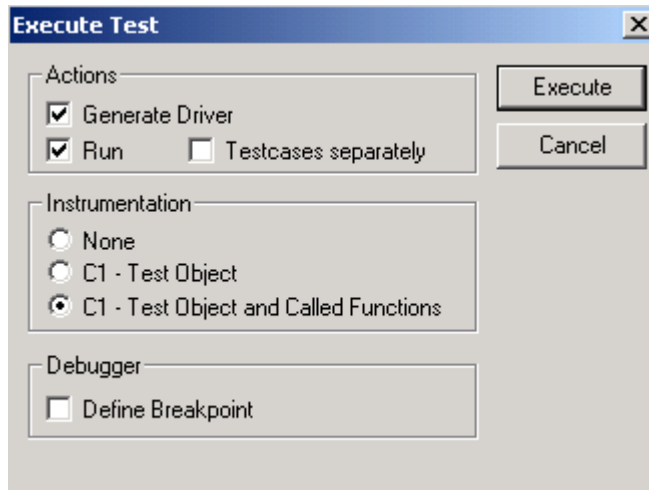 Execute Test
Actions
Execute
Generate Driver
Run Testcases separately
Cancel
Instrumentation
None
C1 - Test Object
C1 - Test Object and Called Functions
Debugger
Define Breakpoint